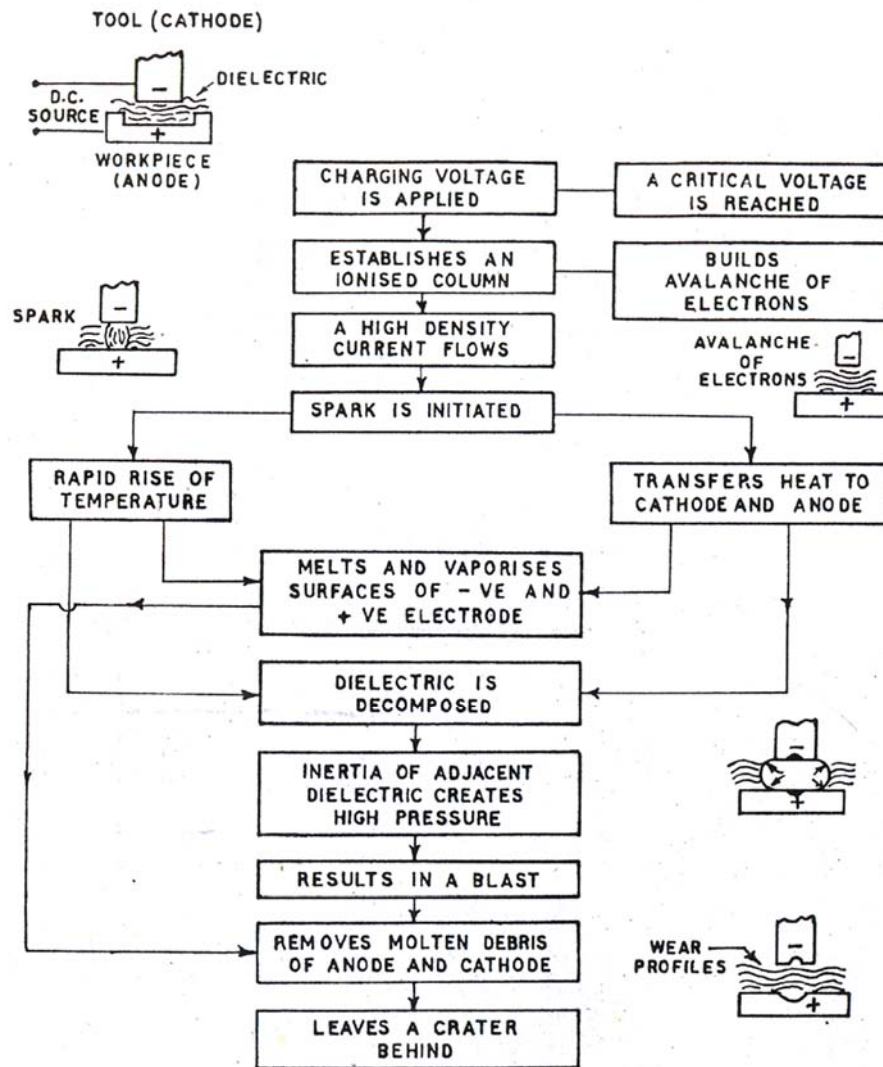 TOOL (CATHODE)
−
DIELECTRIC
D.C.
SOURCE
+
WORKPIECE
(ANODE)
CHARGING VOLTAGE
IS APPLIED
A CRITICAL VOLTAGE
IS REACHED
ESTABLISHES AN
IONISED COLUMN
BUILDS
AVALANCHE OF
ELECTRONS
−
SPARK
+
A HIGH DENSITY
CURRENT FLOWS
AVALANCHE
OF
ELECTRONS
−
+
SPARK IS INITIATED
RAPID RISE OF
TEMPERATURE
TRANSFERS HEAT TO
CATHODE AND ANODE
MELTS AND VAPORISES
SURFACES OF −VE AND
+ VE ELECTRODE
DIELECTRIC IS
DECOMPOSED
INERTIA OF ADJACENT
DIELECTRIC CREATES
HIGH PRESSURE
−
+
RESULTS IN A BLAST
REMOVES MOLTEN DEBRIS
OF ANODE AND CATHODE
WEAR
PROFILES
−
+
LEAVES A CRATER
BEHIND